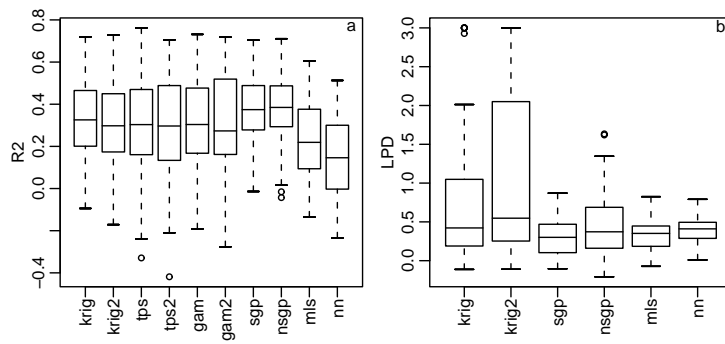 a
R2
0.8
0.6
0.4
0.2
0.0
−0.4
krig
krig2
tps
tps2
gam
gam2
sgp
nsgp
mls
nn
b
LPD
3.0
2.5
2.0
1.5
1.0
0.5
0.0
krig
krig2
sgp
nsgp
mls
nn